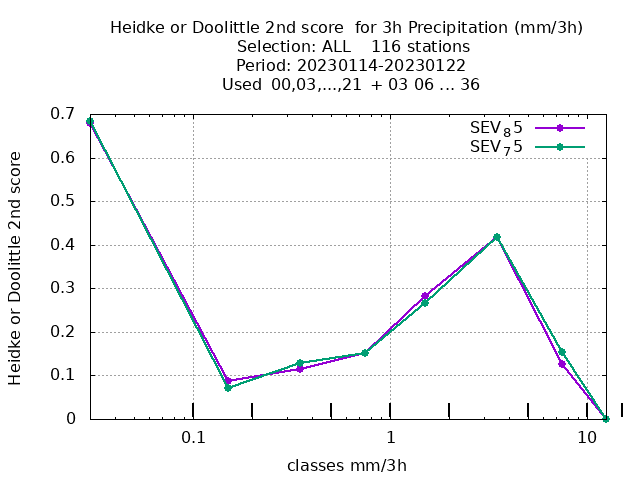 Heidke or Doolittle 2nd score  for 3h Precipitation (mm/3h)
Selection: ALL    116 stations
Period: 20230114-20230122
Used  00,03,...,21  + 03 06 ... 36
SEV₈5
SEV₇5
Heidke or Doolittle 2nd score
0.7
0.6
0.5
0.4
0.3
0.2
0.1
0
0.1 1 10
classes mm/3h